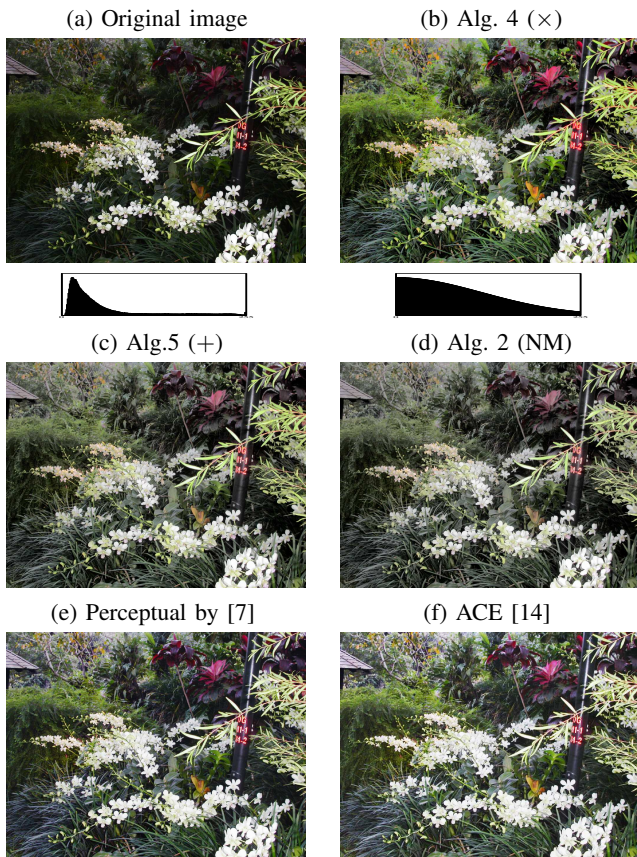 (a) Original image
(b) Alg. 4 (×)
(c) Alg.5 (+)
(d) Alg. 2 (NM)
(e) Perceptual by [7]
(f) ACE [14]